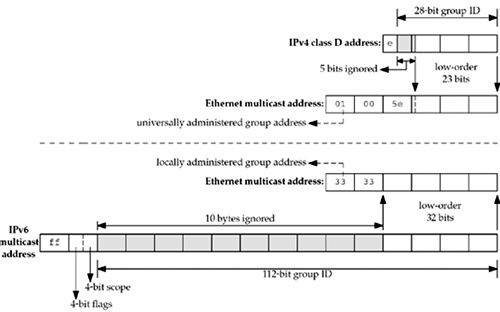 28-bit group ID
IPv4 class D address:
e
5 bits ignored
low-order
23 bits
Ethernet multicast address:
01 00 5e
universally administered group address
locally administered group address
Ethernet multicast address:
33 33
low-order
32 bits
IPv6
multicast
address
10 bytes ignored
ff
112-bit group ID
4-bit scope
4-bit flags